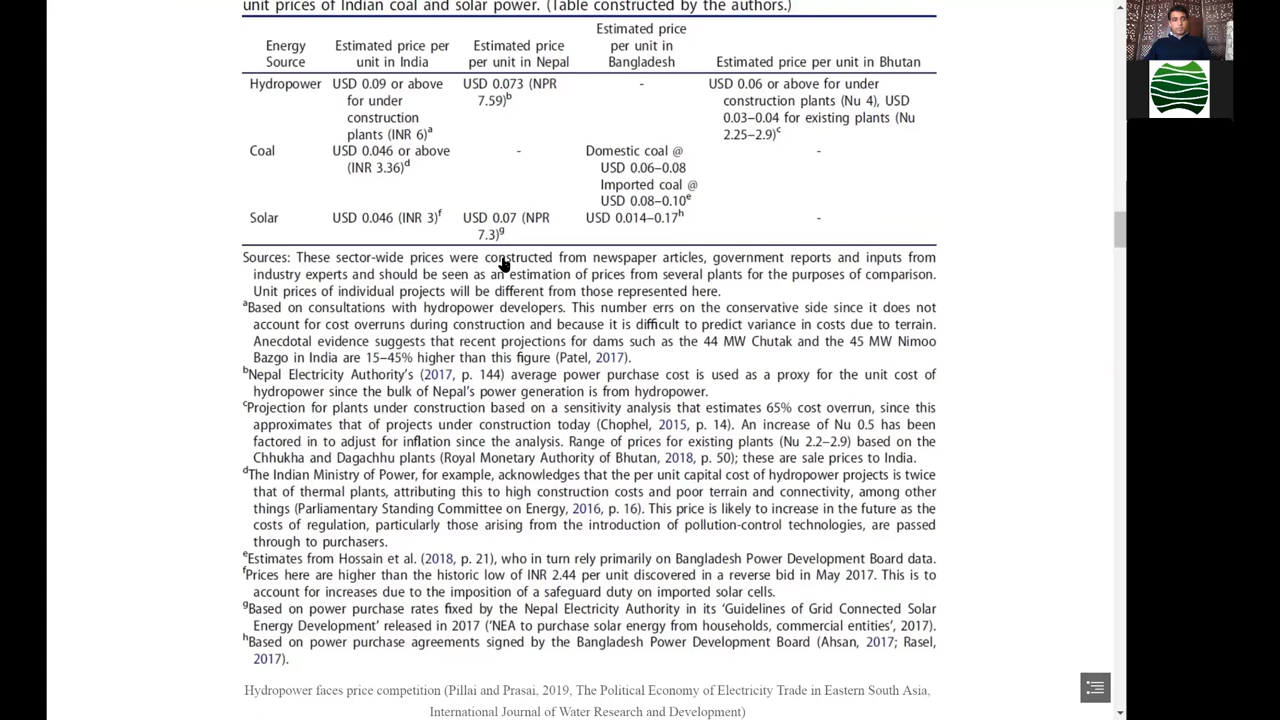 unit prices of Indian coal and solar power. (Table constructed by the authors.)
Energy Source
Estimated price per unit in India
Estimated price per unit in Nepal
Estimated price per unit in Bangladesh
Estimated price per unit in Bhutan
Hydropower
USD 0.09 or above
for under
construction
plants (INR 6)a
USD 0.073 (NPR
7.59)b
-
USD 0.06 or above for under
construction plants (Nu 4), USD
0.03–0.04 for existing plants (Nu
2.25–2.9)c
Coal
USD 0.046 or above
(INR 3.36)d
-
Domestic coal @
USD 0.06–0.08
Imported coal @
USD 0.08–0.10e
-
Solar
USD 0.046 (INR 3)f
USD 0.07 (NPR
7.3)g
USD 0.014–0.17h
-
Sources: These sector-wide prices were constructed from newspaper articles, government reports and inputs from
industry experts and should be seen as an estimation of prices from several plants for the purposes of comparison.
Unit prices of individual projects will be different from those represented here.
aBased on consultations with hydropower developers. This number errs on the conservative side since it does not
account for cost overruns during construction and because it is difficult to predict variance in costs due to terrain.
Anecdotal evidence suggests that recent projections for dams such as the 44 MW Chutak and the 45 MW Nimoo
Bazgo in India are 15–45% higher than this figure (Patel, 2017).
bNepal Electricity Authority's (2017, p. 144) average power purchase cost is used as a proxy for the unit cost of
hydropower since the bulk of Nepal's power generation is from hydropower.
cProjection for plants under construction based on a sensitivity analysis that estimates 65% cost overrun, since this
approximates that of projects under construction today (Chophel, 2015, p. 14). An increase of Nu 0.5 has been
factored in to adjust for inflation since the analysis. Range of prices for existing plants (Nu 2.2–2.9) based on the
Chhukha and Dagachhu plants (Royal Monetary Authority of Bhutan, 2018, p. 50); these are sale prices to India.
dThe Indian Ministry of Power, for example, acknowledges that the per unit capital cost of hydropower projects is twice
that of thermal plants, attributing this to high construction costs and poor terrain and connectivity, among other
things (Parliamentary Standing Committee on Energy, 2016, p. 16). This price is likely to increase in the future as the
costs of regulation, particularly those arising from the introduction of pollution-control technologies, are passed
through to purchasers.
eEstimates from Hossain et al. (2018, p. 21), who in turn rely primarily on Bangladesh Power Development Board data.
fPrices here are higher than the historic low of INR 2.44 per unit discovered in a reverse bid in May 2017. This is to
account for increases due to the imposition of a safeguard duty on imported solar cells.
gBased on power purchase rates fixed by the Nepal Electricity Authority in its 'Guidelines of Grid Connected Solar
Energy Development' released in 2017 ('NEA to purchase solar energy from households, commercial entities', 2017).
hBased on power purchase agreements signed by the Bangladesh Power Development Board (Ahsan, 2017; Rasel,
2017).
Hydropower faces price competition (Pillai and Prasai, 2019, The Political Economy of Electricity Trade in Eastern South Asia,
International Journal of Water Research and Development)